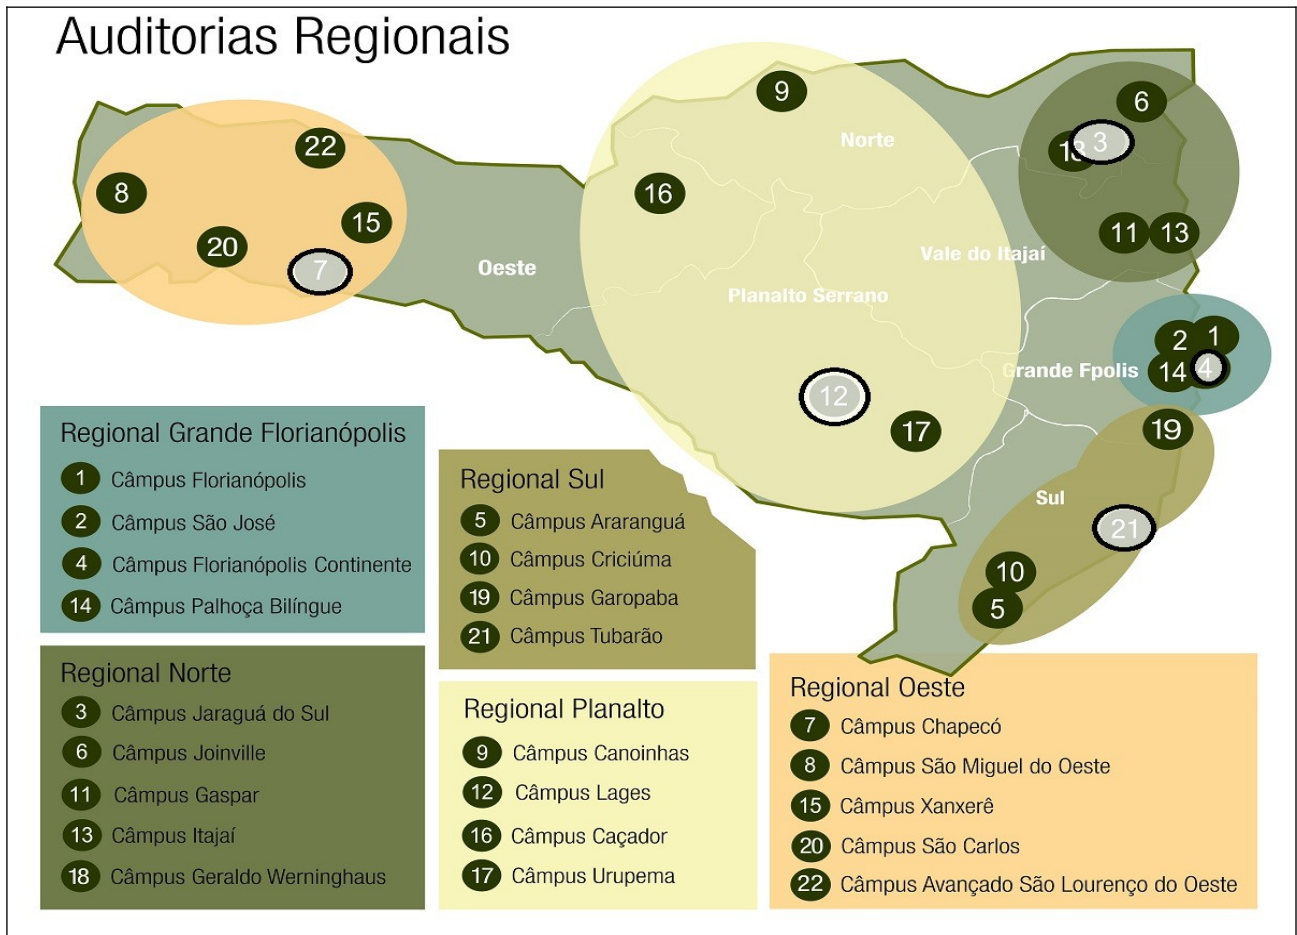 Auditorias Regionais
9
6
22
Norte
3
18
8
16
15
11
13
20
Vale do Itajaí
7
Oeste
Planalto Serrano
2
1
Grande Fpolis
14
4
12
17
19
Sul
21
10
5
Regional Grande Florianópolis
1 Câmpus Florianópolis
2 Câmpus São José
4 Câmpus Florianópolis Continente
14 Câmpus Palhoça Bilíngue
Regional Norte
3 Câmpus Jaraguá do Sul
6 Câmpus Joinville
11 Câmpus Gaspar
13 Câmpus Itajaí
18 Câmpus Geraldo Werninghaus
Regional Sul
5 Câmpus Araranguá
10 Câmpus Criciúma
19 Câmpus Garopaba
21 Câmpus Tubarão
Regional Planalto
9 Câmpus Canoinhas
12 Câmpus Lages
16 Câmpus Caçador
17 Câmpus Urupema
Regional Oeste
7 Câmpus Chapecó
8 Câmpus São Miguel do Oeste
15 Câmpus Xanxerê
20 Câmpus São Carlos
22 Câmpus Avançado São Lourenço do Oeste